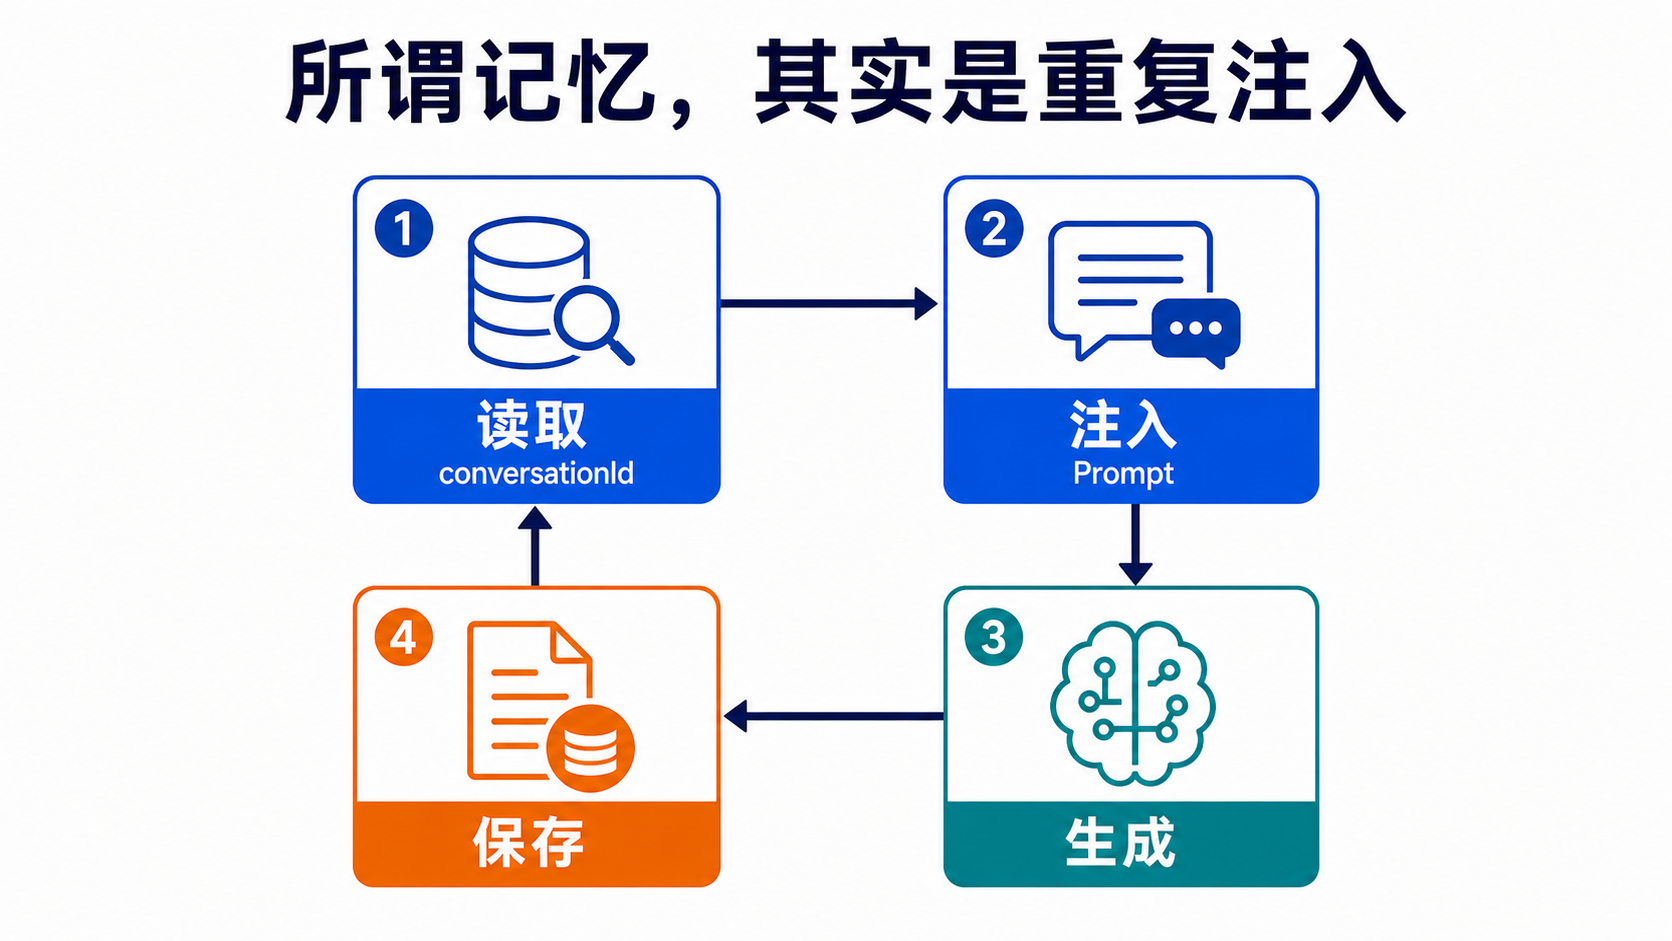 所谓记忆，其实是重复注入
1
读取
conversationId
2
注入
Prompt
3
生成
4
保存